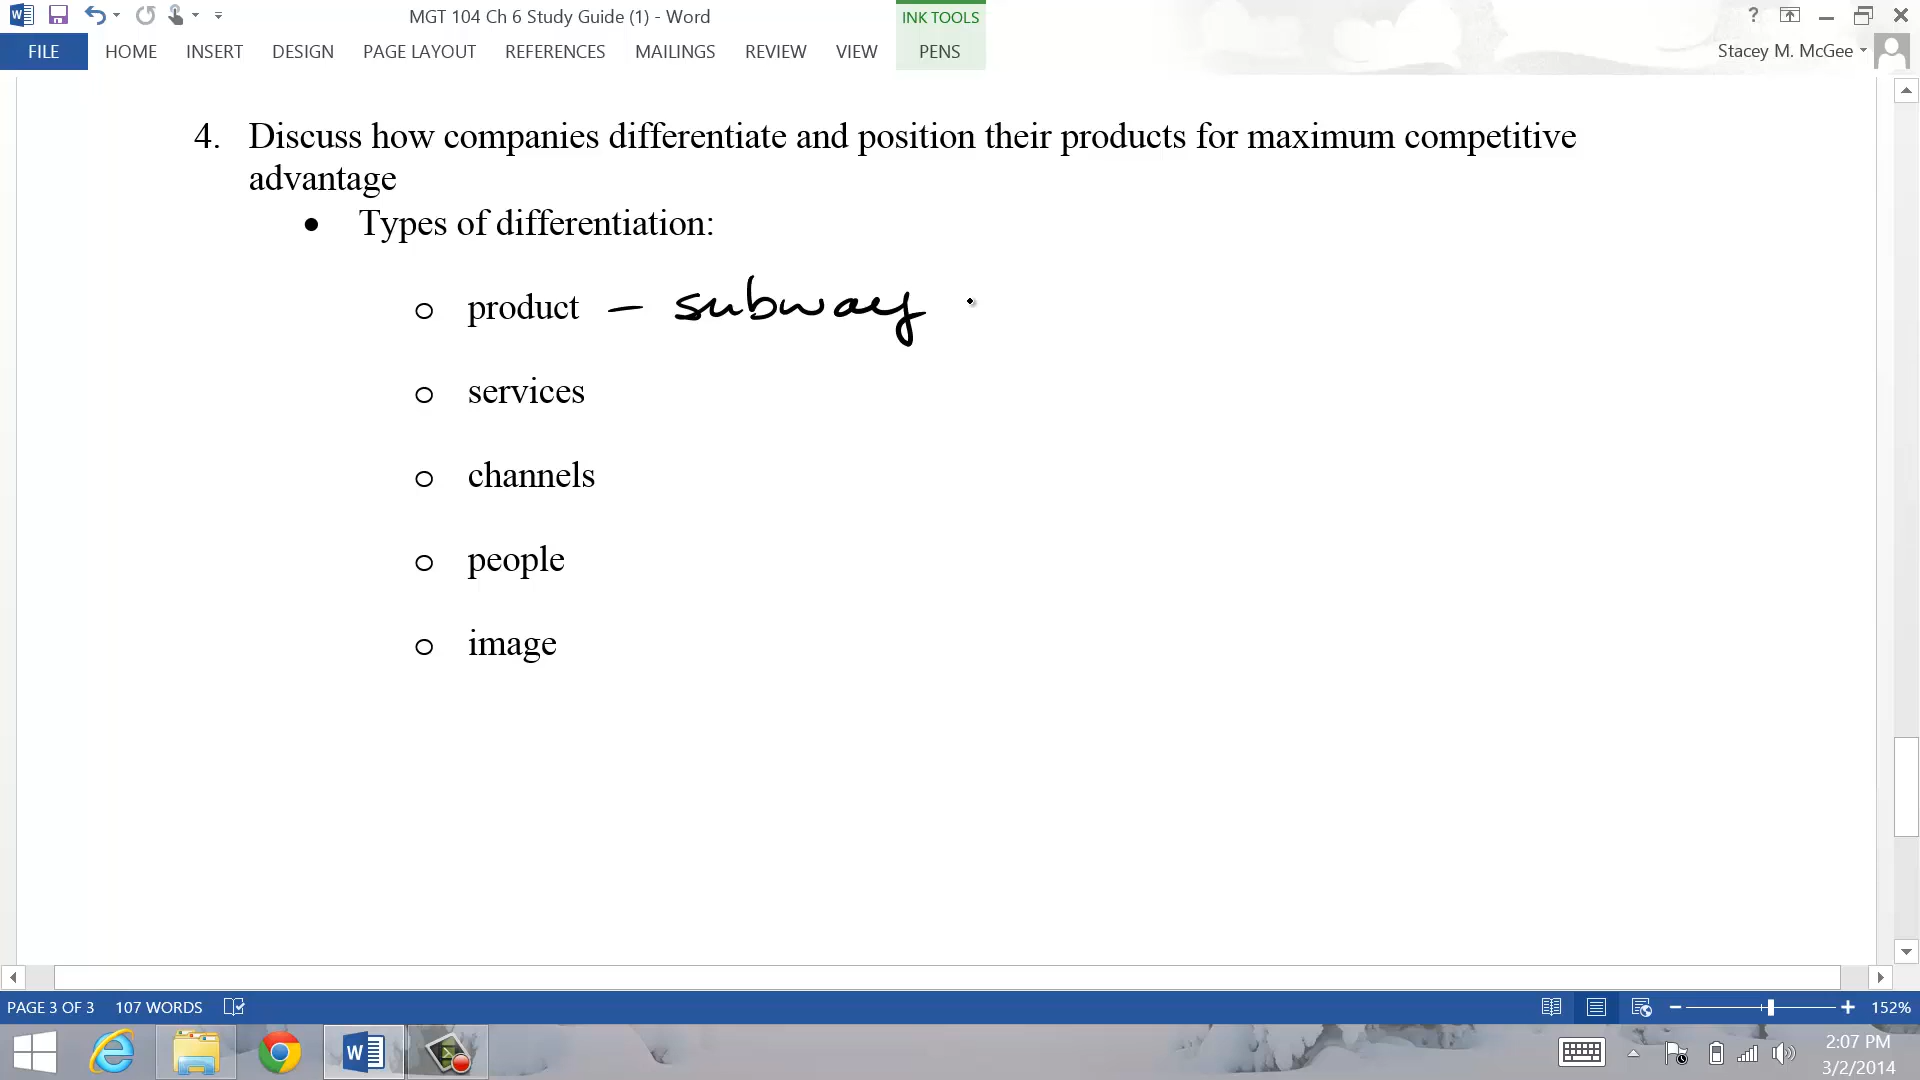 MGT 104 Ch 6 Study Guide (1) - Word
INK TOOLS
?
FILE HOME INSERT DESIGN PAGE LAYOUT REFERENCES MAILINGS REVIEW VIEW PENS
Stacey M. McGee
4. Discuss how companies differentiate and position their products for maximum competitive
advantage
• Types of differentiation:
o product – subway
o services
o channels
o people
o image
PAGE 3 OF 3 107 WORDS
152%
2:07 PM
3/2/2014